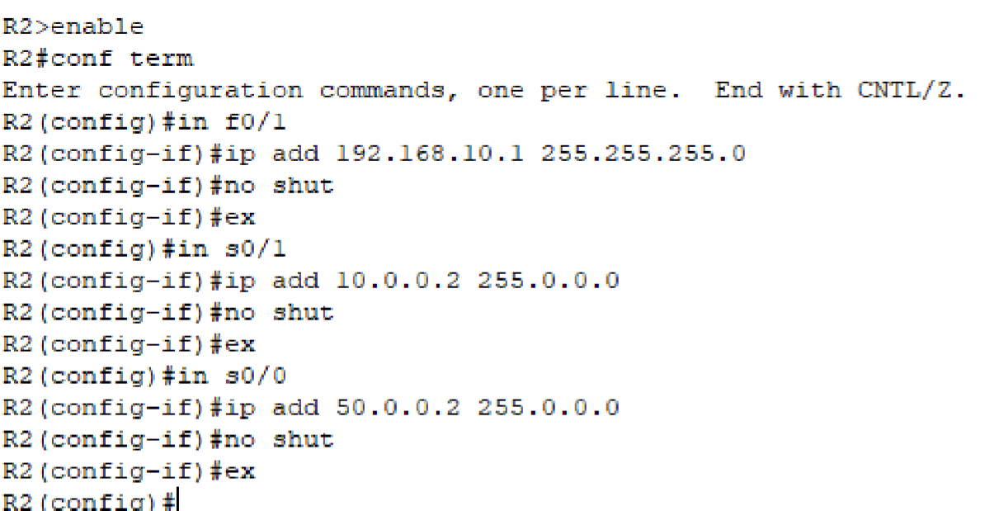 R2>enable
R2#conf term
Enter configuration commands, one per line.  End with CNTL/Z.
R2(config)#in f0/1
R2(config-if)#ip add 192.168.10.1 255.255.255.0
R2(config-if)#no shut
R2(config-if)#ex
R2(config)#in s0/1
R2(config-if)#ip add 10.0.0.2 255.0.0.0
R2(config-if)#no shut
R2(config-if)#ex
R2(config)#in s0/0
R2(config-if)#ip add 50.0.0.2 255.0.0.0
R2(config-if)#no shut
R2(config-if)#ex
R2(config)#